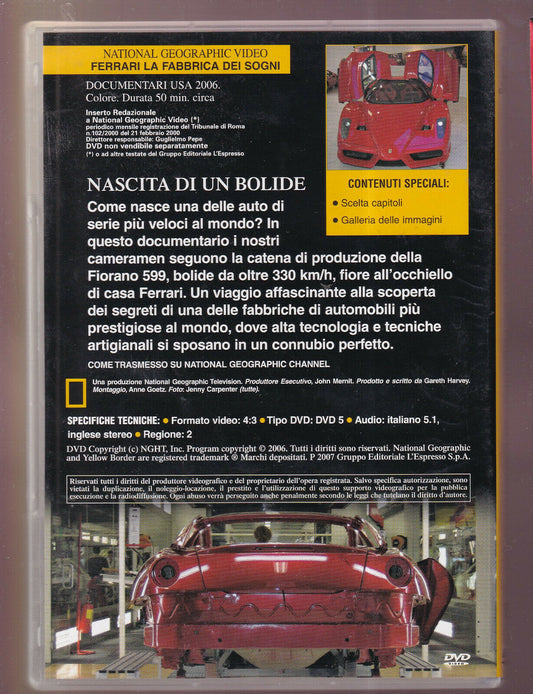 NATIONAL GEOGRAPHIC VIDEO
FERRARI LA FABBRICA DEI SOGNI
DOCUMENTARI USA 2006.
Colore. Durata 50 min. circa
Inserto Redazionale
a National Geographic Video (*)
periodico mensile registrazione del Tribunale di Roma
n.102/2000 del 21 febbraio 2000
Direttore responsabile: Guglielmo Pepe
DVD non vendibile separatamente
(*) o ad altre testate del Gruppo Editoriale L'Espresso
CONTENUTI SPECIALI:
• Scelta capitoli
• Galleria delle immagini
NASCITA DI UN BOLIDE
Come nasce una delle auto di
serie più veloci al mondo? In
questo documentario i nostri
cameramen seguono la catena di produzione della
Fiorano 599, bolide da oltre 330 km/h, fiore all'occhiello
di casa Ferrari. Un viaggio affascinante alla scoperta
dei segreti di una delle fabbriche di automobili più
prestigiose al mondo, dove alta tecnologia e tecniche
artigianali si sposano in un connubio perfetto.
COME TRASMESSO SU NATIONAL GEOGRAPHIC CHANNEL
Una produzione National Geographic Television. Produttore Esecutivo, John Mernit. Prodotto e scritto da Gareth Harvey.
Montaggio, Anne Goetz. Foto: Jenny Carpenter (tutte).
SPECIFICHE TECNICHE: • Formato video: 4:3 • Tipo DVD: DVD 5 • Audio: italiano 5.1,
inglese stereo • Regione: 2
DVD Copyright (c) NGHT, Inc. Program copyright © 2006. Tutti i diritti sono riservati. National Geographic
and Yellow Border are registered trademark ® Marchi depositati. P 2007 Gruppo Editoriale L'Espresso S.p.A.
Riservati tutti i diritti del produttore videografico e del proprietario dell'opera registrata. Salvo specifica autorizzazione, sono
vietati la duplicazione, il noleggio-locazione, il prestito e l'utilizzazione di questo supporto videografico per la pubblica
esecuzione e la radiodiffusione. Ogni abuso verrà perseguito anche penalmente secondo le leggi che tutelano il diritto d'autore.
DVD
VIDEO